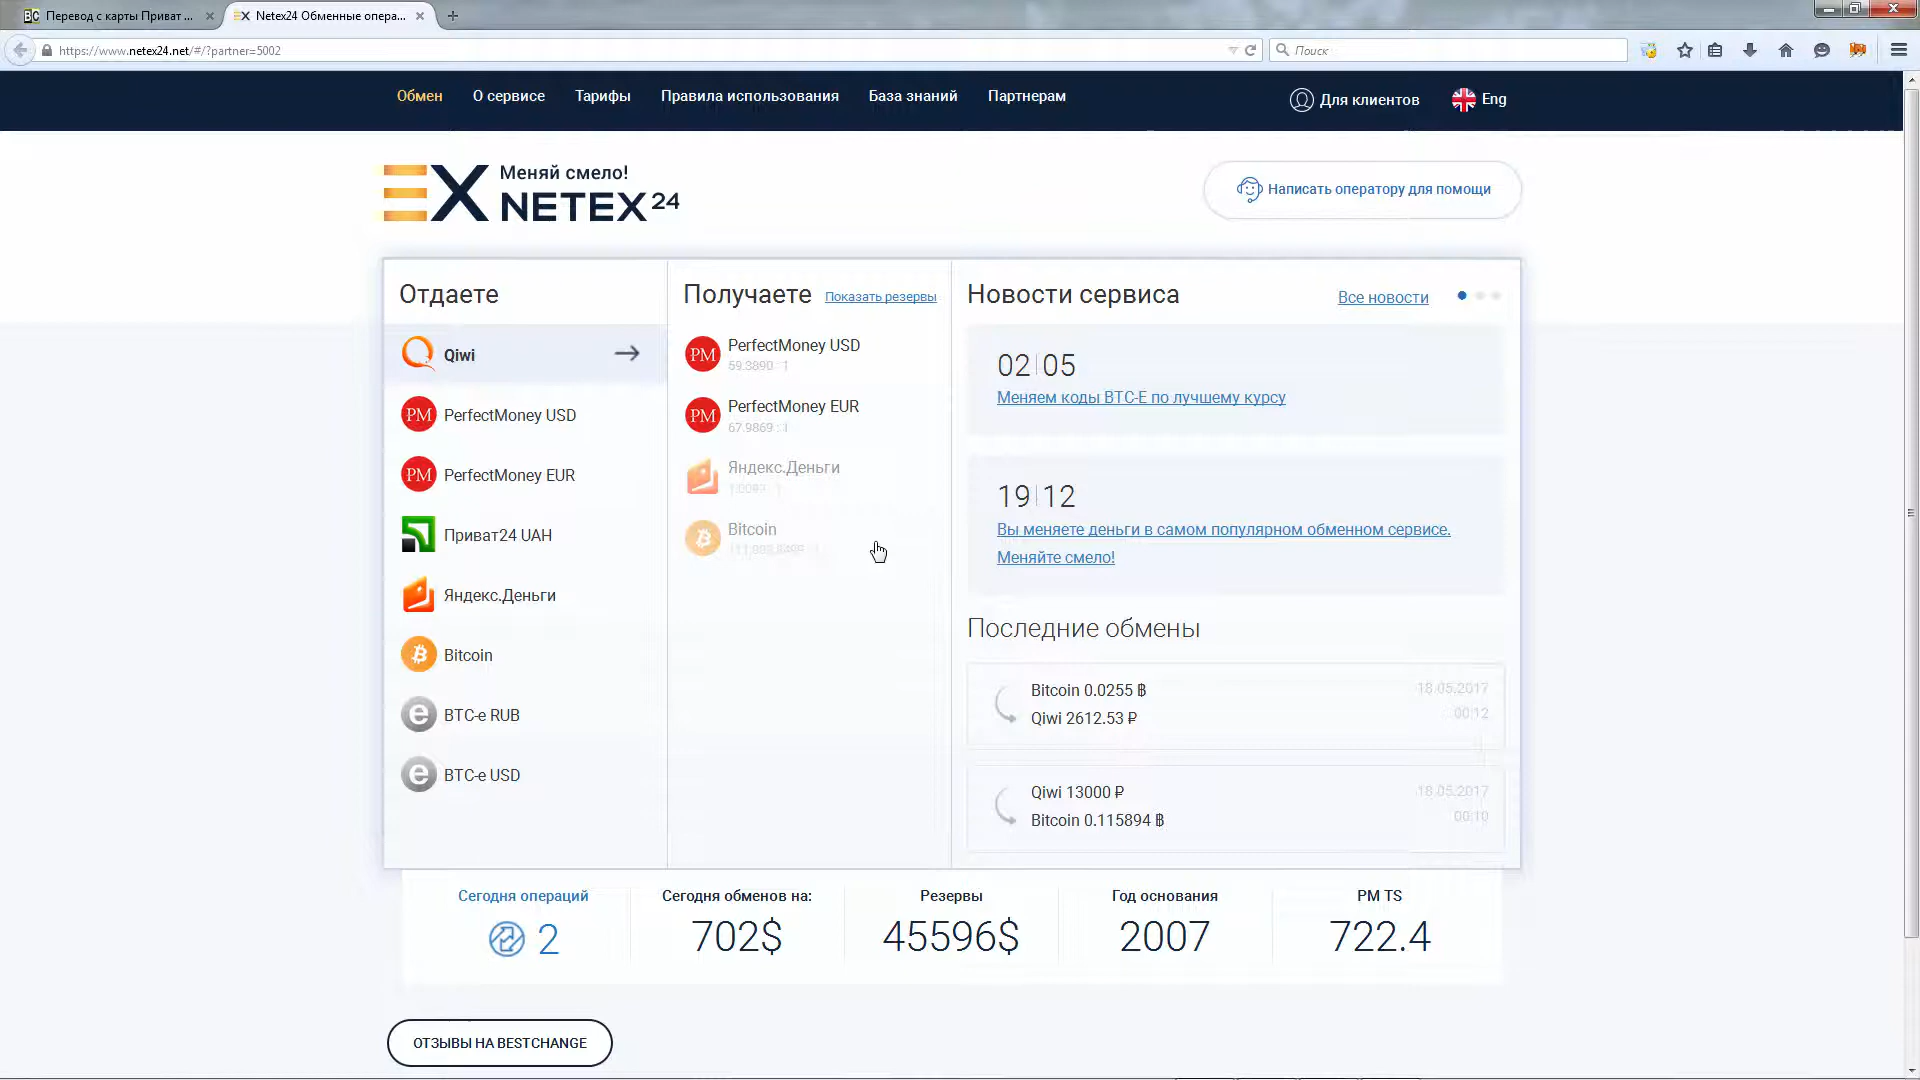 Перевод с карты Приват ...
Netex24 Обменные опера...
https://www.netex24.net/#/?partner=5002
Поиск
Обмен
О сервисе
Тарифы
Правила использования
База знаний
Партнерам
Для клиентов
Eng
Меняй смело!
NETEX24
Написать оператору для помощи
Отдаете
Qiwi
PM PerfectMoney USD
PM PerfectMoney EUR
Приват24 UAH
Яндекс.Деньги
Bitcoin
BTC-e RUB
BTC-e USD
Получаете
Показать резервы
PM PerfectMoney USD
59.3890 : 1
PM PerfectMoney EUR
67.9869 : 1
Яндекс.Деньги
Bitcoin
Новости сервиса
Все новости
02|05
Меняем коды BTC-E по лучшему курсу
19|12
Вы меняете деньги в самом популярном обменном сервисе.
Меняйте смело!
Последние обмены
Bitcoin 0.0255 ฿
18.05.2017
Qiwi 2612.53 ₽
00:12
Qiwi 13000 ₽
18.05.2017
Bitcoin 0.115894 ฿
00:10
Сегодня операций
2
Сегодня обменов на:
702$
Резервы
45596$
Год основания
2007
PM TS
722.4
ОТЗЫВЫ НА BESTCHANGE